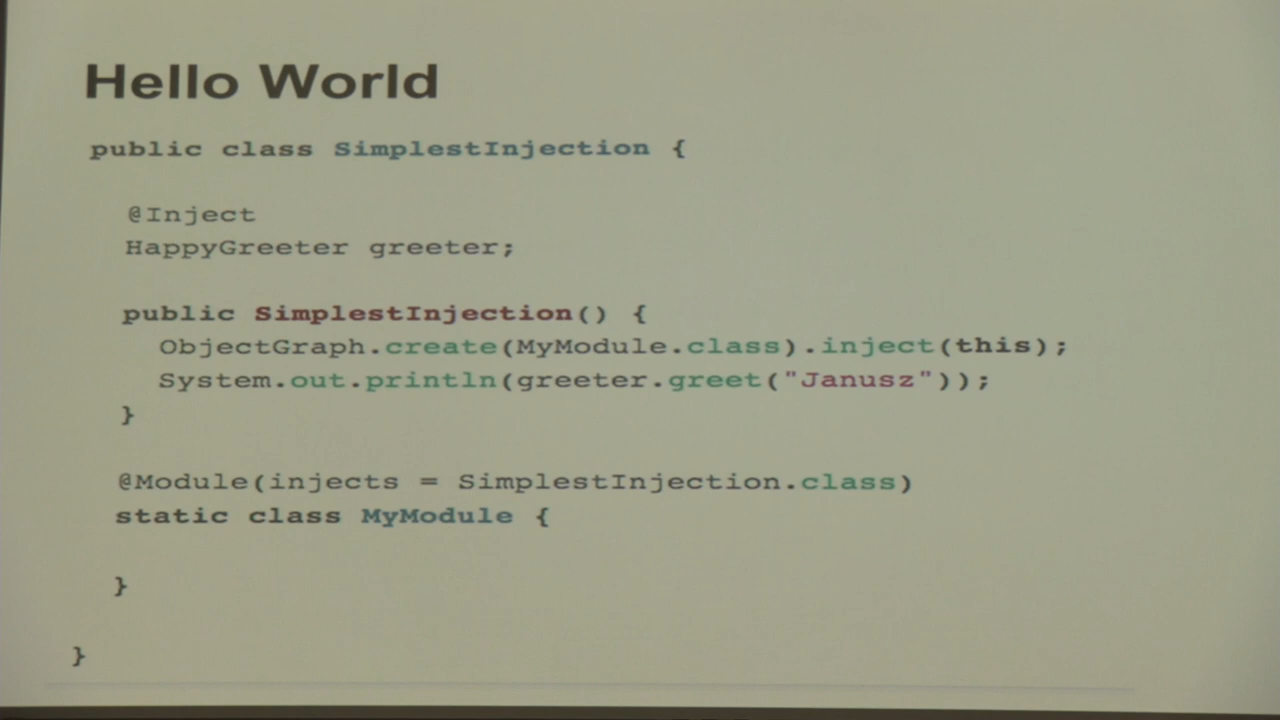 Hello World
public class SimplestInjection {
@Inject
HappyGreeter greeter;
public SimplestInjection() {
ObjectGraph.create(MyModule.class).inject(this);
System.out.println(greeter.greet("Janusz"));
}
@Module(injects = SimplestInjection.class)
static class MyModule {
}
}